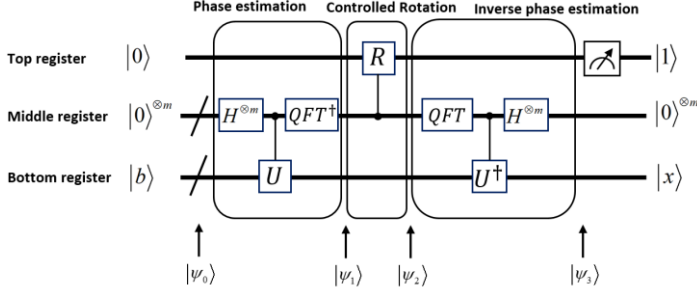 Phase estimation Controlled Rotation Inverse phase estimation
Top register |0⟩ R |1⟩
Middle register |0⟩^{⊗m} H^{⊗m} QFT† QFT H^{⊗m} |0⟩^{⊗m}
Bottom register |b⟩ U U† |x⟩
|ψ₀⟩ |ψ₁⟩ |ψ₂⟩ |ψ₃⟩